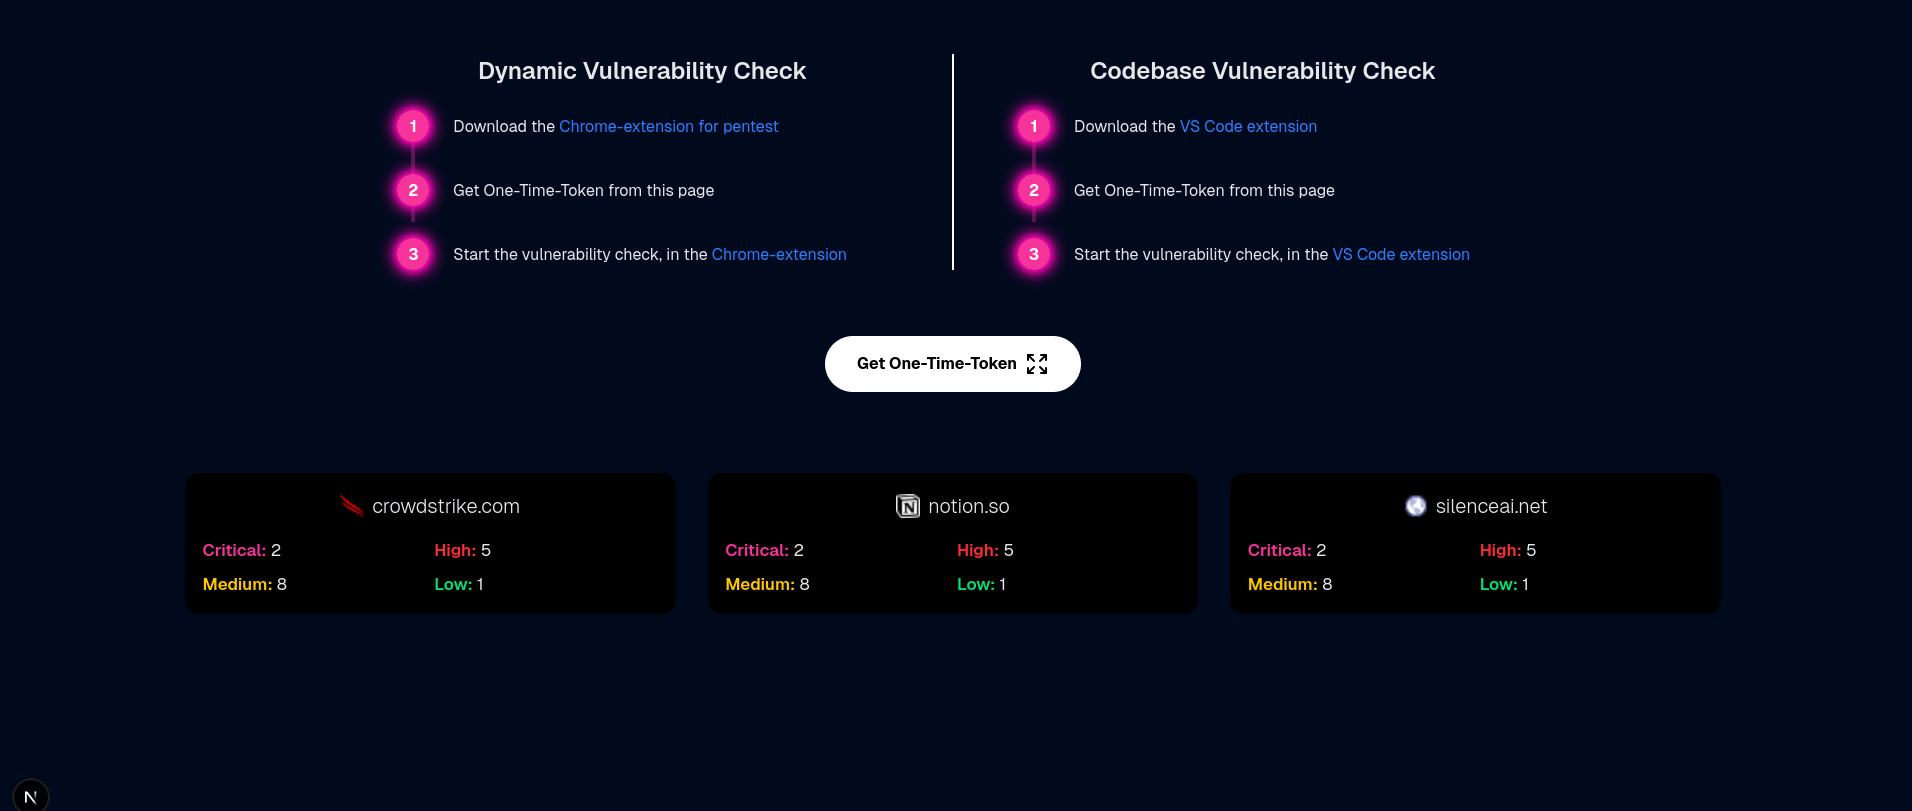 Dynamic Vulnerability Check
1 Download the Chrome-extension for pentest
2 Get One-Time-Token from this page
3 Start the vulnerability check, in the Chrome-extension
Codebase Vulnerability Check
1 Download the VS Code extension
2 Get One-Time-Token from this page
3 Start the vulnerability check, in the VS Code extension
Get One-Time-Token
crowdstrike.com
Critical: 2 High: 5
Medium: 8 Low: 1
N notion.so
Critical: 2 High: 5
Medium: 8 Low: 1
silenceai.net
Critical: 2 High: 5
Medium: 8 Low: 1
N